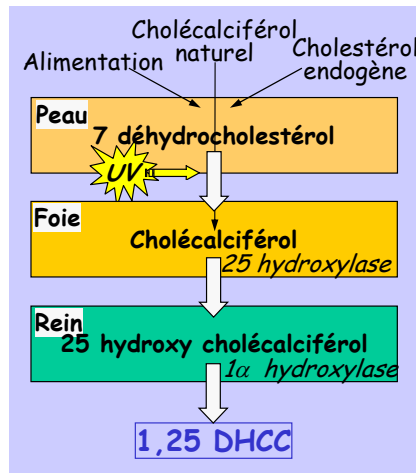 Cholécalciférol
naturel
Alimentation
Cholestérol
endogène
Peau
7 déhydrocholestérol
UV
Foie
Cholécalciférol
25 hydroxylase
Rein
25 hydroxy cholécalciférol
1α hydroxylase
1,25 DHCC